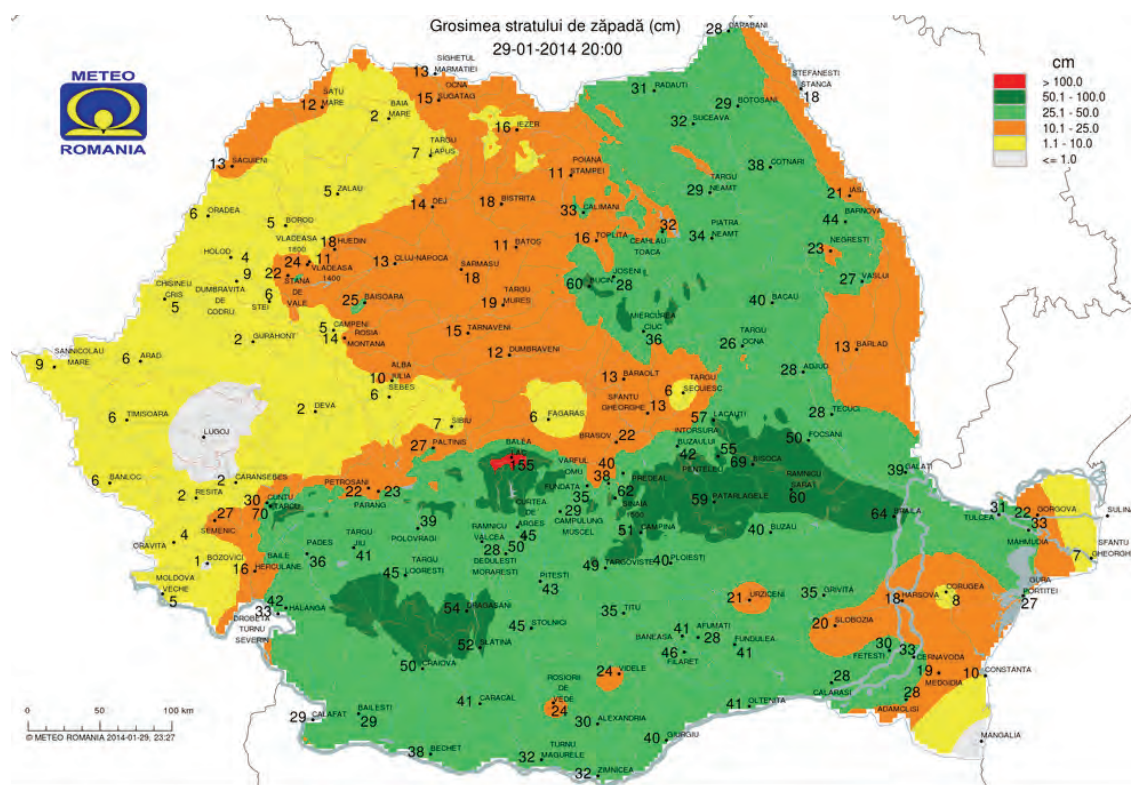 Grosimea stratului de zăpadă (cm)
29-01-2014 20:00
METEO
ROMANIA
cm
> 100.0
50.1 - 100.0
25.1 - 50.0
10.1 - 25.0
1.1 - 10.0
<= 1.0
28 DARABANI
13 SIGHETUL MARMATIEI
15 OCNA SUGATAG
12 SATU MARE
2 BAIA MARE
16 IEZER
31 RADAUTI
29 BOTOSANI
STEFANESTI STANCA 18
32 SUCEAVA
7 TARGU LAPUS
13 SACUIENI
11 POIANA STAMPEI
38 COTNARI
5 ZALAU
14 DEJ
18 BISTRITA
33 CALIMANI
29 TARGU NEAMT
21 IASI
6 ORADEA
5 BOROD
44 BARNOVA
32 CEAHLAU TOACA
34 PIATRA NEAMT
16 TOPLITA
11 BATOS
18 HUEDIN
VLADEASA 1800
24
11 VLADEASA 1400
HOLOD 4
23 NEGRESTI
13 CLUJ-NAPOCA
SARMASU 18
22 STANA DE VALE
9 DUMBRAVITA DE CODRU
60 BUCIN
JOSENI 28
27 VASLUI
CHISINEU CRIS 5
6 STEI
25 BAISOARA
19 TARGU MURES
40 BACAU
MIERCUREA CIUC 36
5 CAMPENI
14 ROSIA MONTANA
15 TARNAVENI
2 GURAHONT
26 TARGU OCNA
13 BARLAD
12 DUMBRAVENI
9 SANNICOLAU MARE
6 ARAD
10 ALBA IULIA
6 SEBES
13 BARAOLT
6 TARGU SECUIESC
28 ADJUD
2 DEVA
6 TIMISOARA
6 FAGARAS
SFANTU GHEORGHE 13
57 LACAUTI
28 TECUCI
LUGOJ
7 SIBIU
22 BRASOV
50 FOCSANI
27 PALTINIS
BALEA LAC 155
VARFUL OMU 40
INTORSURA BUZAULUI 42
55 PENTELEU
69 BISOCA
39 GALATI
6 BANLOC
2 CARANSEBES
2 RESITA
PETROSANI 22
23 PARANG
FUNDATA 35
38 PREDEAL
62 SINAIA 1500
59 PATARLAGELE
RAMNICU SARAT 60
30 CUNTU
70 TARCU
27 SEMENIC
39 POLOVRAGI
CURTEA DE ARGES 45
29 CAMPULUNG MUSCEL
51 CAMPINA
40 BUZAU
64 BRAILA
TULCEA 31
22 GORGOVA
SULINA
33 MAHMUDIA
4 ORAVITA
36 PADES
TARGU JIU 41
RAMNICU VALCEA 28
50 DEDULESTI MORARESTI
1 BOZOVICI
16 BAILE HERCULANE
45 TARGU LOGRESTI
49 TARGOVISTE
40 PLOIESTI
7 SFANTU GHEORGHE
MOLDOVA VECHE 5
43 PITESTI
42 HALANGA
33 DROBETA TURNU SEVERIN
54 DRAGASANI
35 TITU
21 URZICENI
35 GRIVITA
18 HARSOVA
CORUGEA 8
GURA PORTITEI 27
45 STOLNICI
20 SLOBOZIA
52 SLATINA
BANEASA 41
AFUMATI 28
46 FILARET
FUNDULEA 41
30 FETESTI
33 CERNAVODA
50 CRAIOVA
24 VIDELE
19 MEDGIDIA
10 CONSTANTA
28 CALARASI
28 ADAMCLISI
41 CARACAL
ROSIORII DE VEDE 24
41 OLTENITA
29 CALAFAT
BAILESTI 29
30 ALEXANDRIA
40 GIURGIU
MANGALIA
38 BECHET
TURNU MAGURELE 32
32 ZIMNICEA
0 50 100 km
© METEO ROMANIA 2014-01-29, 23:27